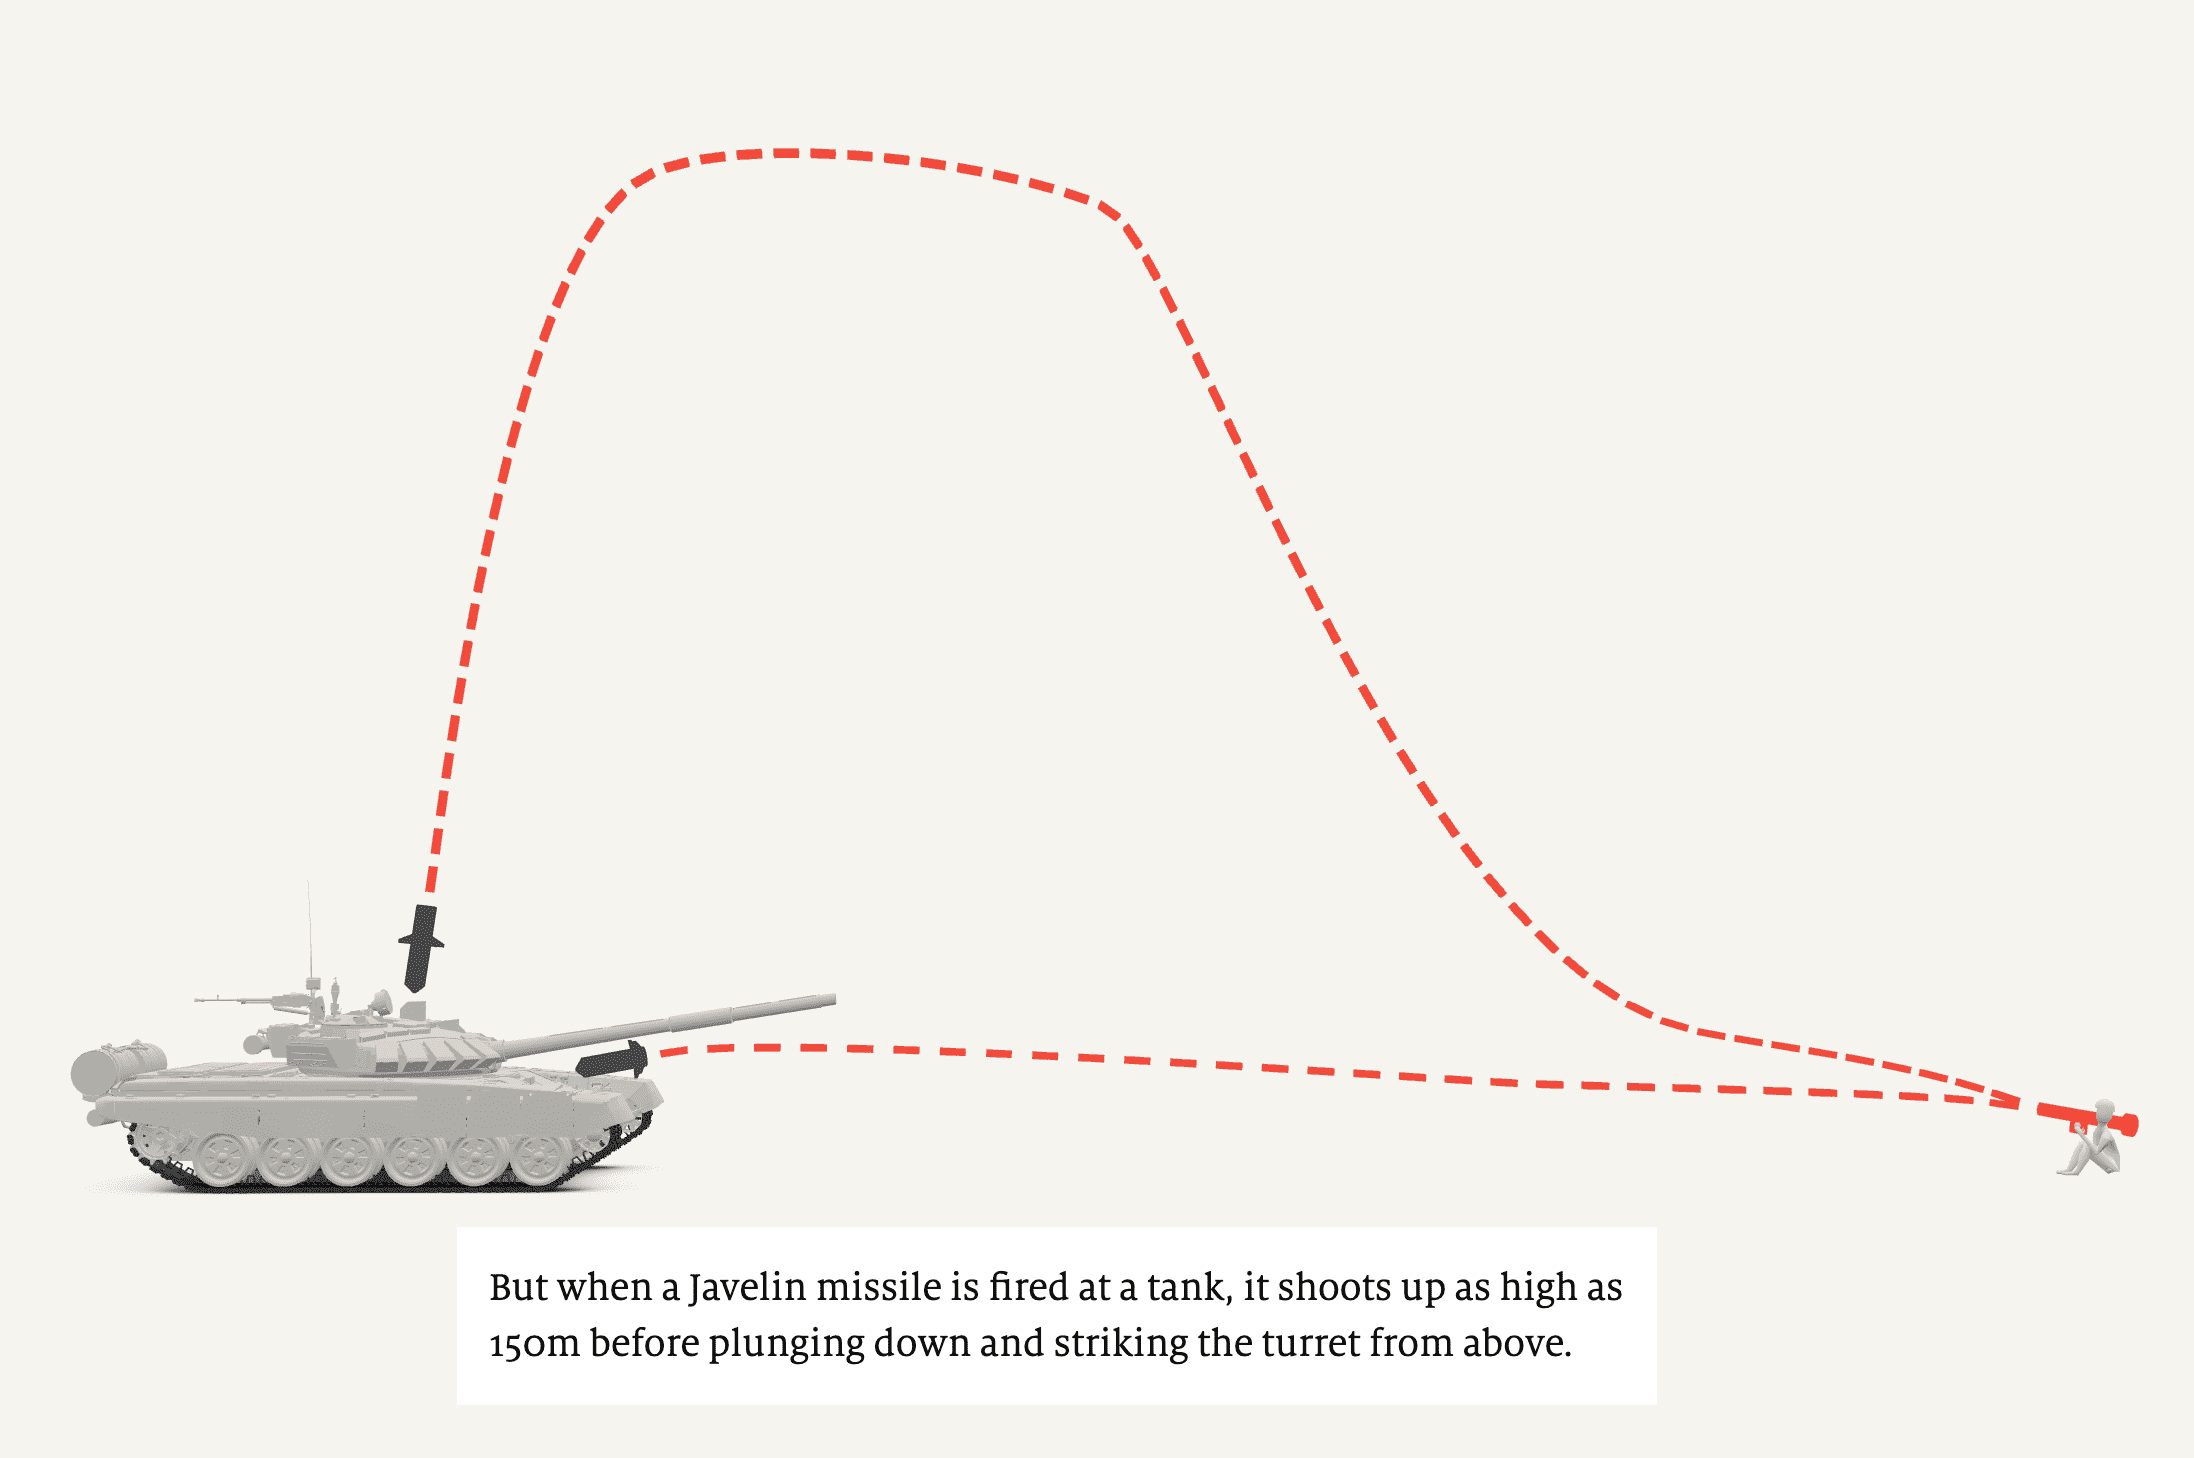 But when a Javelin missile is fired at a tank, it shoots up as high as
150m before plunging down and striking the turret from above.